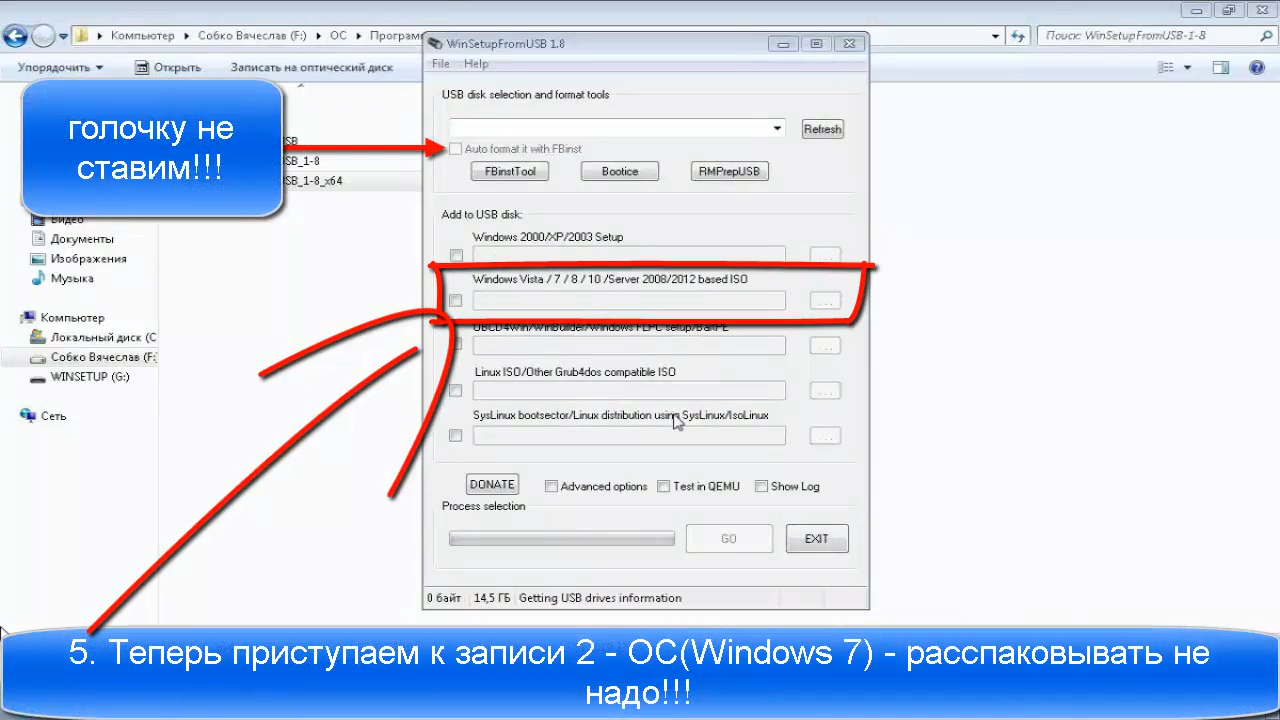 Компьютер
Собко Вячеслав (F:)
ОС
Програм
Поиск: WinSetupFromUSB-1-8
Упорядочить
Открыть
Записать на оптический диск
голочку не
ставим!!!
SB
SB_1-8
SB_1-8_x64
Видео
Документы
Изображения
Музыка
Компьютер
Локальный диск (C
Собко Вячеслав (F:
WINSETUP (G:)
Сеть
WinSetupFromUSB 1.8
File Help
USB disk selection and format tools
Refresh
Auto format it with FBinst
FBinstTool
Bootice
RMPrepUSB
Add to USB disk:
Windows 2000/XP/2003 Setup
...
Windows Vista / 7 / 8 / 10 /Server 2008/2012 based ISO
...
UBCD4Win/WinBuilder/Windows FLPC setup/BartPE
...
Linux ISO/Other Grub4dos compatible ISO
...
SysLinux bootsector/Linux distribution using SysLinux/IsoLinux
...
DONATE
Advanced options
Test in QEMU
Show Log
Process selection
GO
EXIT
0 байт 14,5 ГБ Getting USB drives information
5. Теперь приступаем к записи 2 - ОС(Windows 7) - расспаковывать не
надо!!!